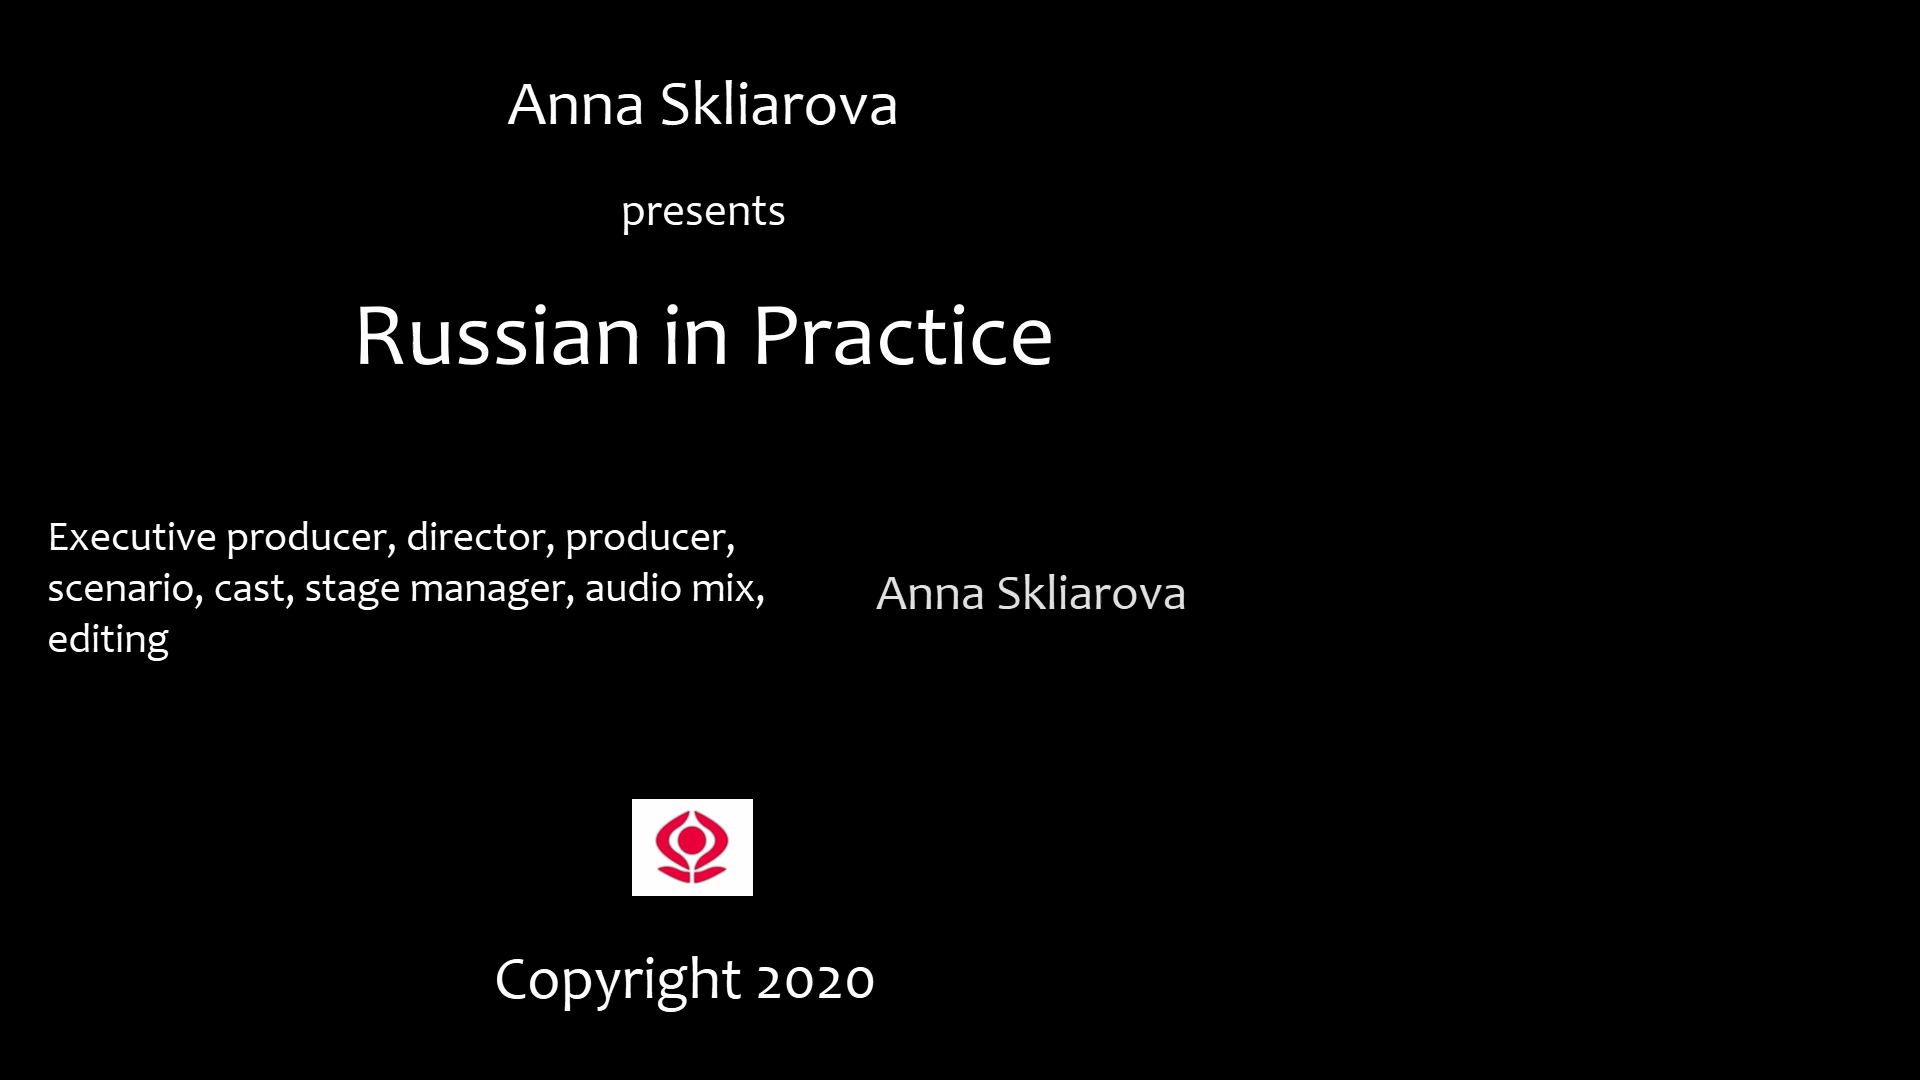 Anna Skliarova
presents
Russian in Practice
Executive producer, director, producer,
scenario, cast, stage manager, audio mix,
editing
Anna Skliarova
Copyright 2020